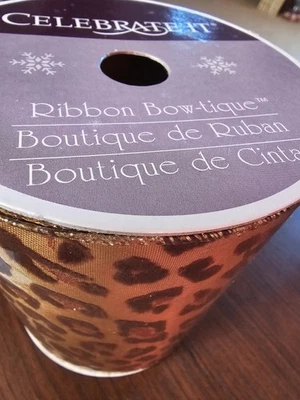 CELEBRATE IT
Ribbon Bow-tique™
Boutique de Ruban
Boutique de Cinta